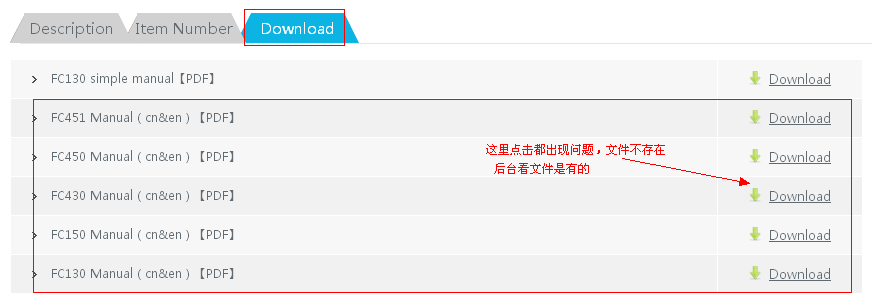 Description Item Number Download
FC130 simple manual【PDF】 Download
FC451 Manual ( cn&en ) 【PDF】 Download
FC450 Manual ( cn&en ) 【PDF】 Download
这里点击都出现问题，文件不存在
后台看文件是有的
FC430 Manual ( cn&en ) 【PDF】 Download
FC150 Manual ( cn&en ) 【PDF】 Download
FC130 Manual ( cn&en ) 【PDF】 Download